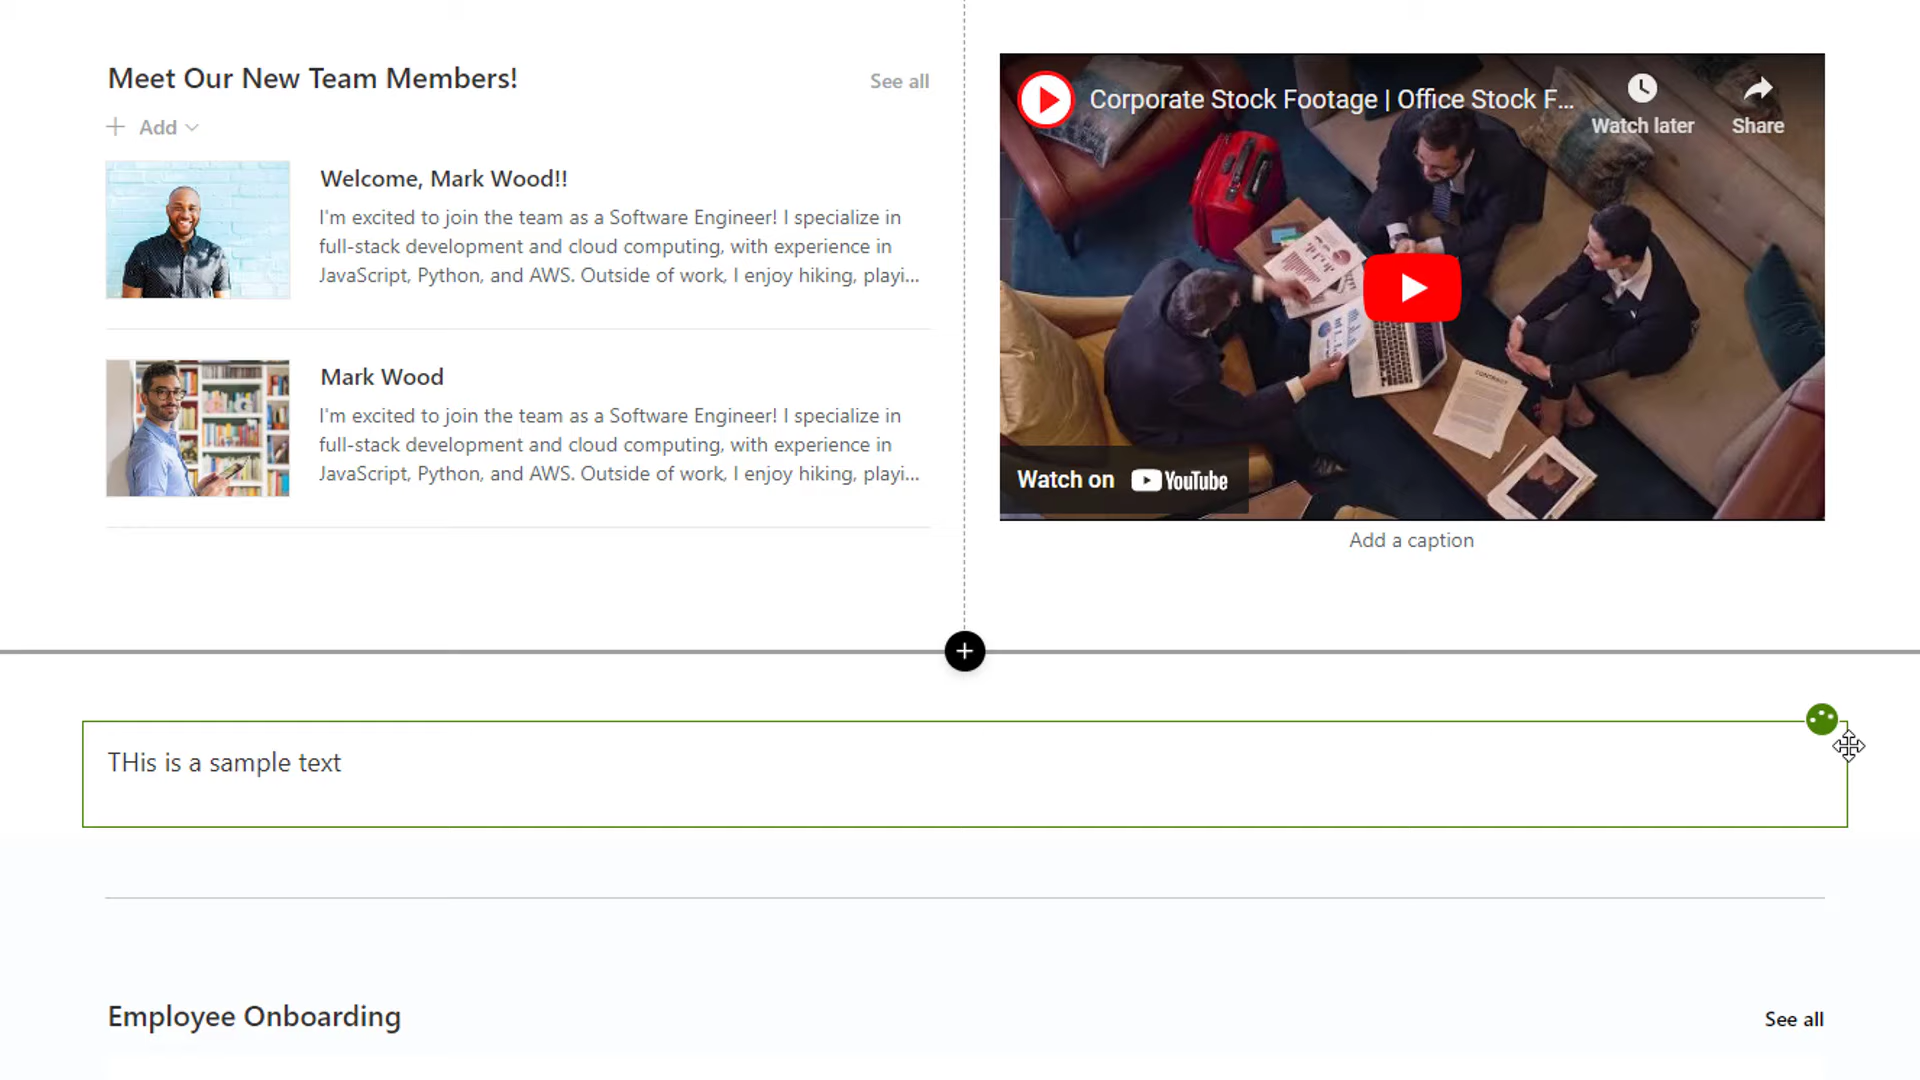 Meet Our New Team Members!
See all
Add
Welcome, Mark Wood!!
I'm excited to join the team as a Software Engineer! I specialize in
full-stack development and cloud computing, with experience in
JavaScript, Python, and AWS. Outside of work, I enjoy hiking, playi...
Mark Wood
I'm excited to join the team as a Software Engineer! I specialize in
full-stack development and cloud computing, with experience in
JavaScript, Python, and AWS. Outside of work, I enjoy hiking, playi...
Corporate Stock Footage | Office Stock F...
Watch later
Share
CONTRACT
Watch on YouTube
Add a caption
THis is a sample text
Employee Onboarding
See all